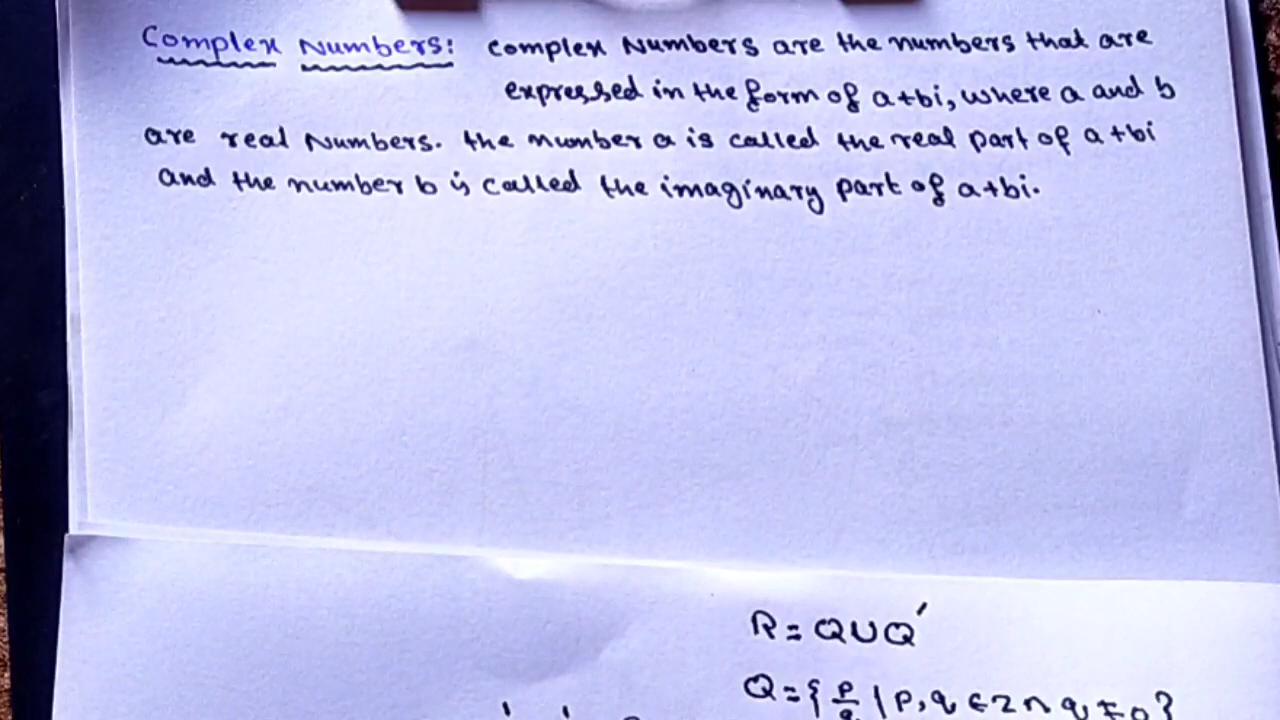 Complex Numbers: Complex Numbers are the numbers that are
expressed in the form of a+bi, where a and b
are real Numbers. the number a is called the real part of a+bi
and the number b is called the imaginary part of a+bi.
R = QUQ'
Q = { p/q | p, q ∈ Z ∧ q ≠ 0 }